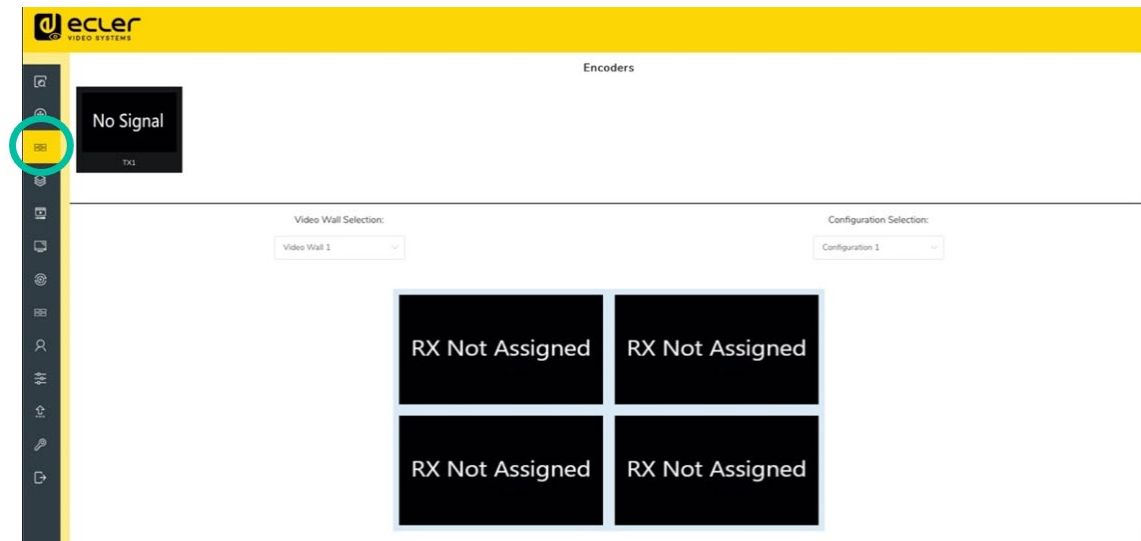 ecler
VIDEO SYSTEMS
Encoders
No Signal
TX1
Video Wall Selection:
Configuration Selection:
Video Wall 1
Configuration 1
RX Not Assigned
RX Not Assigned
RX Not Assigned
RX Not Assigned